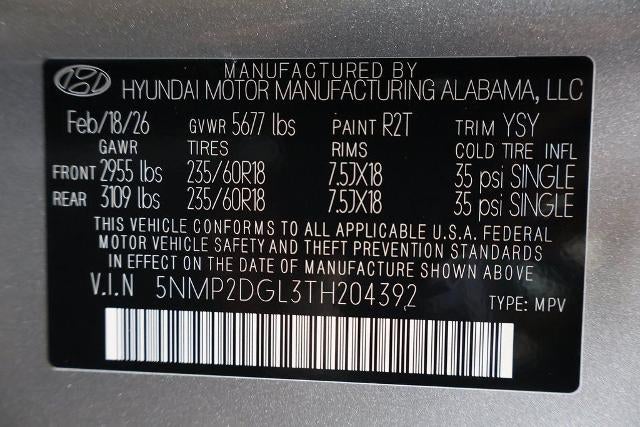 MANUFACTURED BY
HYUNDAI MOTOR MANUFACTURING ALABAMA, LLC
Feb/18/26 GVWR 5677 lbs PAINT R2T TRIM YSY
GAWR TIRES RIMS COLD TIRE INFL
FRONT 2955 lbs 235/60R18 7.5JX18 35 psi SINGLE
REAR 3109 lbs 235/60R18 7.5JX18 35 psi SINGLE
THIS VEHICLE CONFORMS TO ALL APPLICABLE U.S.A. FEDERAL
MOTOR VEHICLE SAFETY AND THEFT PREVENTION STANDARDS
IN EFFECT ON THE DATE OF MANUFACTURE SHOWN ABOVE
V.I.N 5NMP2DGL3TH204392 TYPE: MPV